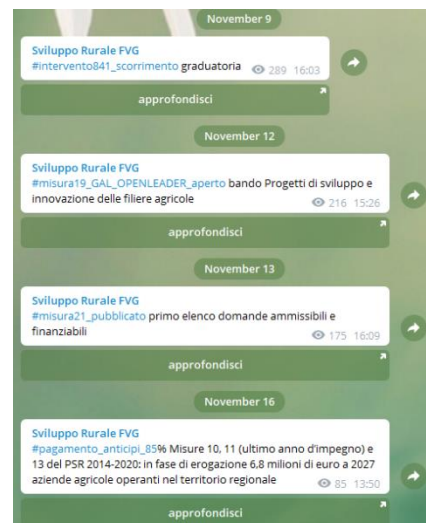 November 9
Sviluppo Rurale FVG
#intervento841_scorrimento graduatoria 289 16:03
approfondisci
November 12
Sviluppo Rurale FVG
#misura19_GAL_OPENLEADER_aperto bando Progetti di sviluppo e
innovazione delle filiere agricole 216 15:26
approfondisci
November 13
Sviluppo Rurale FVG
#misura21_pubblicato primo elenco domande ammissibili e
finanziabili 175 16:09
approfondisci
November 16
Sviluppo Rurale FVG
#pagamento_anticipi_85% Misure 10, 11 (ultimo anno d'impegno) e
13 del PSR 2014-2020: in fase di erogazione 6,8 milioni di euro a 2027
aziende agricole operanti nel territorio regionale 85 13:50
approfondisci